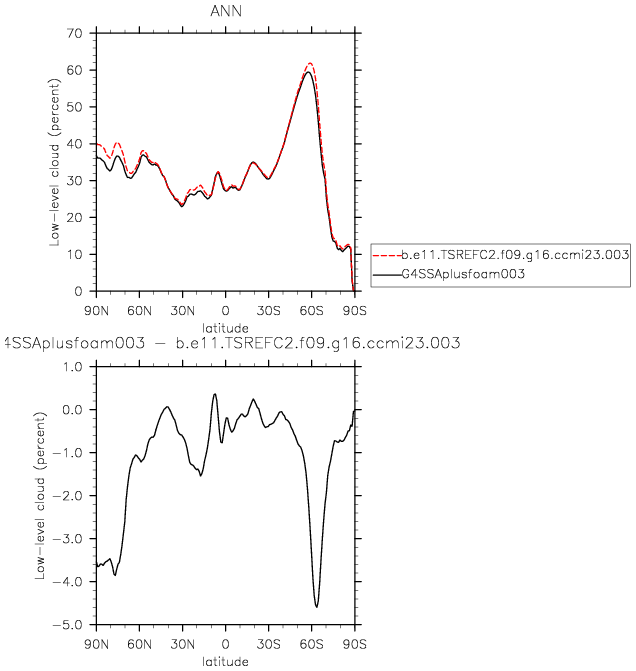 ANN
Low-level cloud (percent)
70
60
50
40
30
20
10
0
90N 60N 30N 0 30S 60S 90S
latitude
b.e11.TSREFC2.f09.g16.ccmi23.003
G4SSAplusfoam003
4SSAplusfoam003 - b.e11.TSREFC2.f09.g16.ccmi23.003
Low-level cloud (percent)
1.0
0.0
-1.0
-2.0
-3.0
-4.0
-5.0
90N 60N 30N 0 30S 60S 90S
latitude